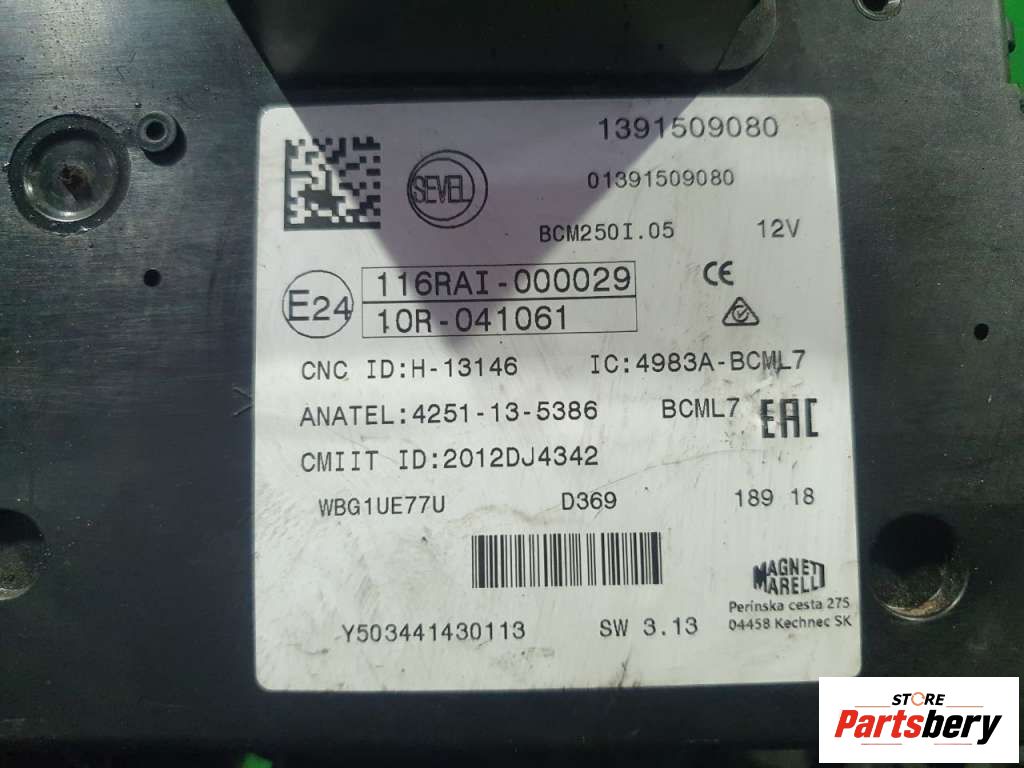 1391509080
SEVEL
01391509080
BCM250I.05 12V
E24 116RAI-000029 CE
10R-041061
CNC ID:H-13146 IC:4983A-BCML7
ANATEL:4251-13-5386 BCML7 EAC
CMIIT ID:2012DJ4342
WBG1UE77U D369 189 18
MAGNETI
MARELLI
Perínska cesta 275
Y503441430113 SW 3.13 04458 Kechnec SK
STORE
Partsbery